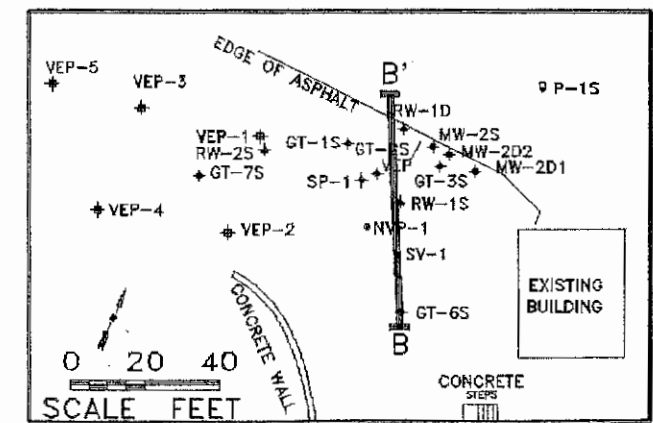 VEP-5
VEP-3
EDGE OF ASPHALT
B'
P-1S
RW-1D
VEP-1
RW-2S
GT-1S
MW-2S
MW-2D2
MW-2D1
GT-7S
SP-1
VEP
GT-3S
VEP-4
RW-1S
VEP-2
NVP-1
SV-1
EXISTING
BUILDING
GT-6S
CONCRETE WALL
B
0 20 40
SCALE FEET
CONCRETE
STEPS